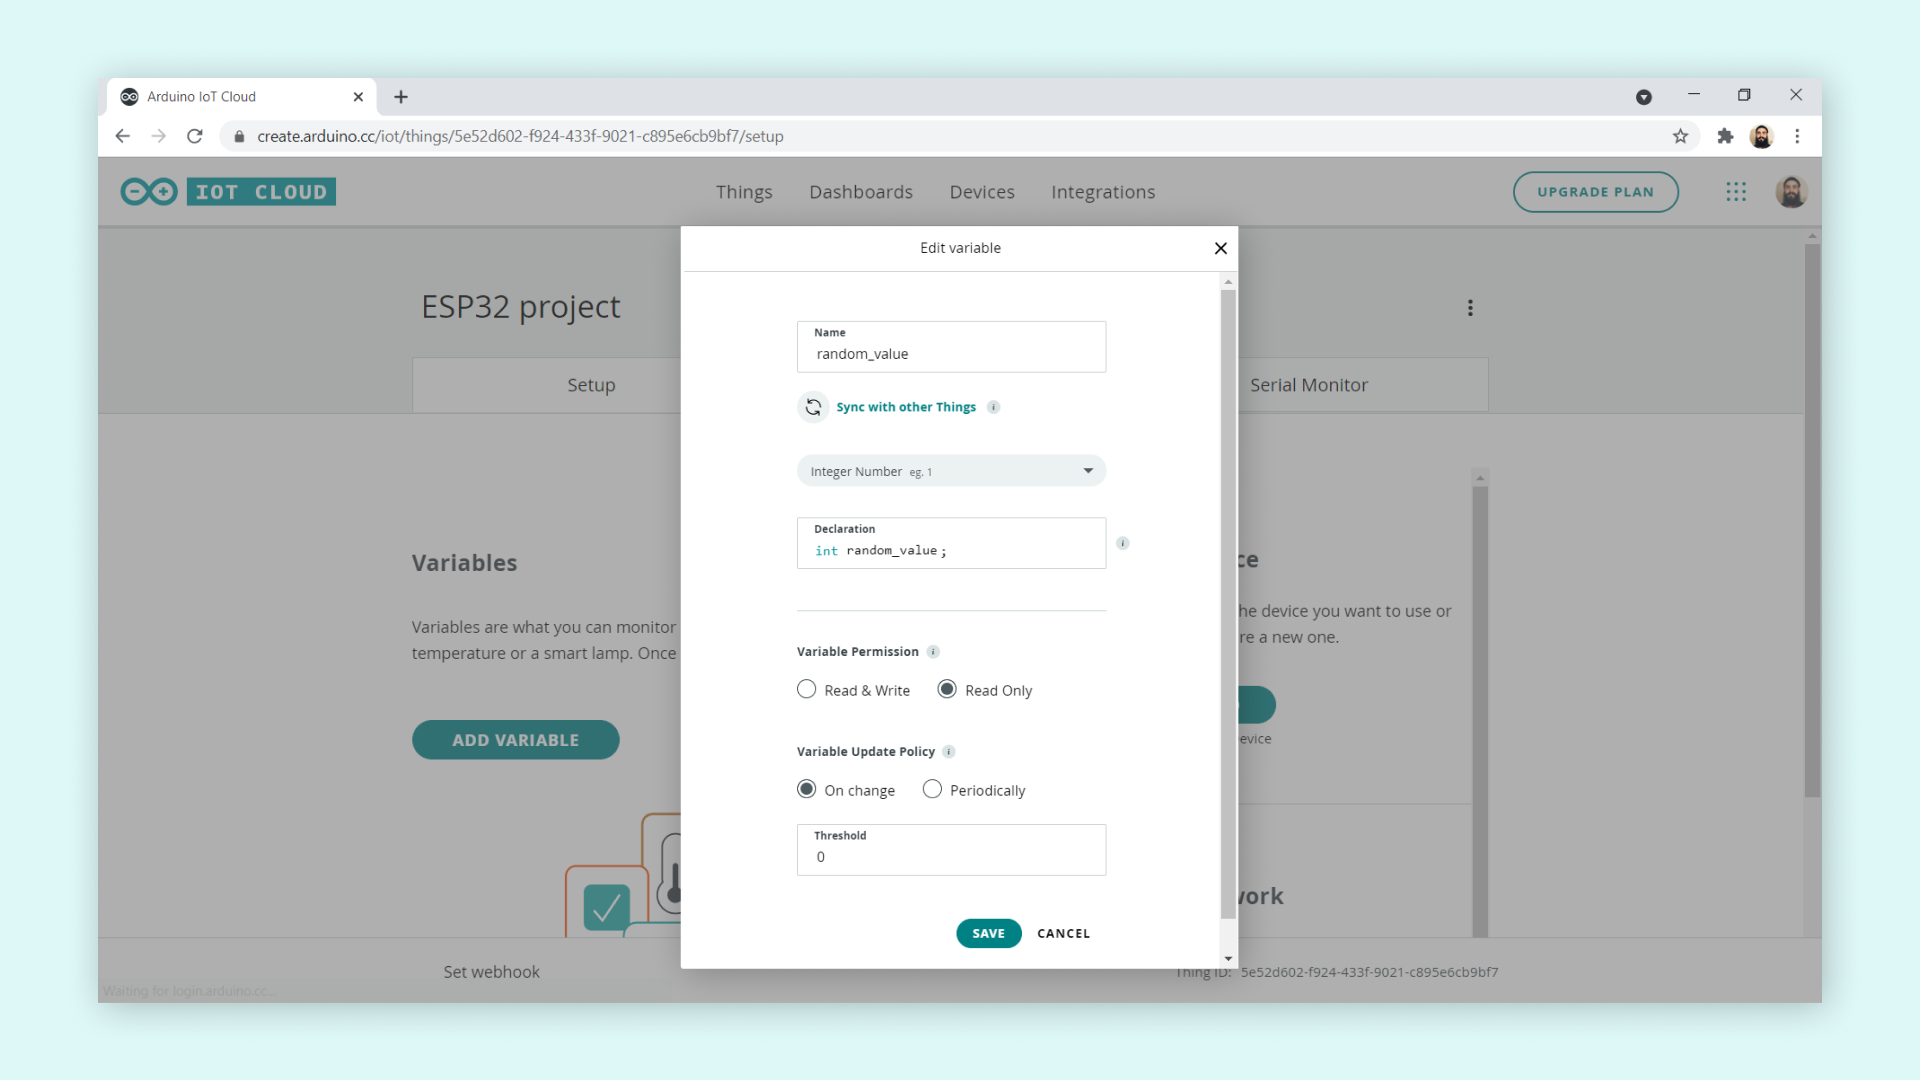 Arduino IoT Cloud
create.arduino.cc/iot/things/5e52d602-f924-433f-9021-c895e6cb9bf7/setup
IOT CLOUD
Things Dashboards Devices Integrations
UPGRADE PLAN
Edit variable
ESP32 project
Setup
Serial Monitor
Name
random_value
Sync with other Things i
Integer Number eg. 1
Declaration
int random_value;
i
Variable Permission i
Read & Write Read Only
Variable Update Policy i
On change Periodically
Threshold
0
SAVE CANCEL
Variables
Variables are what you can monitor
temperature or a smart lamp. Once
ADD VARIABLE
ce
he device you want to use or
re a new one.
evice
work
Set webhook
Thing ID: 5e52d602-f924-433f-9021-c895e6cb9bf7
Waiting for login.arduino.cc...